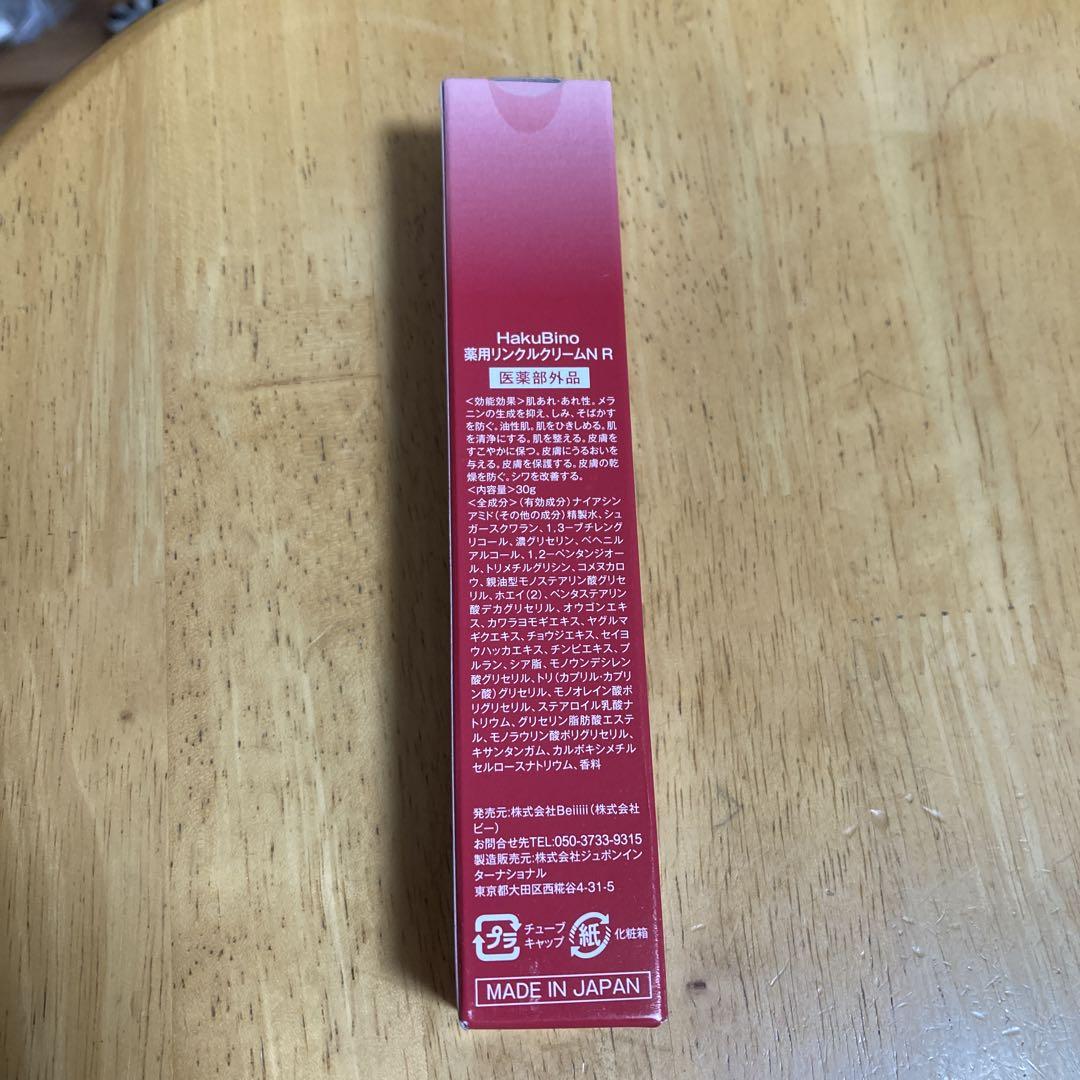 HakuBino
薬用リンクルクリームN R
医薬部外品
<効能効果>肌あれ・あれ性。メラ
ニンの生成を抑え、しみ、そばかす
を防ぐ。油性肌。肌をひきしめる。肌
を清浄にする。肌を整える。皮膚を
すこやかに保つ。皮膚にうるおいを
与える。皮膚を保護する。皮膚の乾
燥を防ぐ。シワを改善する。
<内容量>30g
<全成分>(有効成分)ナイアシン
アミド(その他の成分)精製水、シュ
ガースクワラン、1,3-ブチレング
リコール、濃グリセリン、ベヘニル
アルコール、1,2-ペンタンジオー
ル、トリメチルグリシン、コメヌカロ
ウ、親油型モノステアリン酸グリセ
リル、ホエイ(2)、ペンタステアリン
酸デカグリセリル、オウゴンエキ
ス、カワラヨモギエキス、ヤグルマ
ギクエキス、チョウジエキス、セイヨ
ウハッカエキス、チンピエキス、プ
ルラン、シア脂、モノウンデシレン
酸グリセリル、トリ(カプリル・カプリ
ン酸)グリセリル、モノオレイン酸ポ
リグリセリル、ステアロイル乳酸ナ
トリウム、グリセリン脂肪酸エステ
ル、モノラウリン酸ポリグリセリル、
キサンタンガム、カルボキシメチル
セルロースナトリウム、香料
発売元:株式会社Beiiiii(株式会社
ビー)
お問合せ先TEL:050-3733-9315
製造販売元:株式会社ジュポンイン
ターナショナル
東京都大田区西糀谷4-31-5
プラ
チューブ
キャップ
紙
化粧箱
MADE IN JAPAN